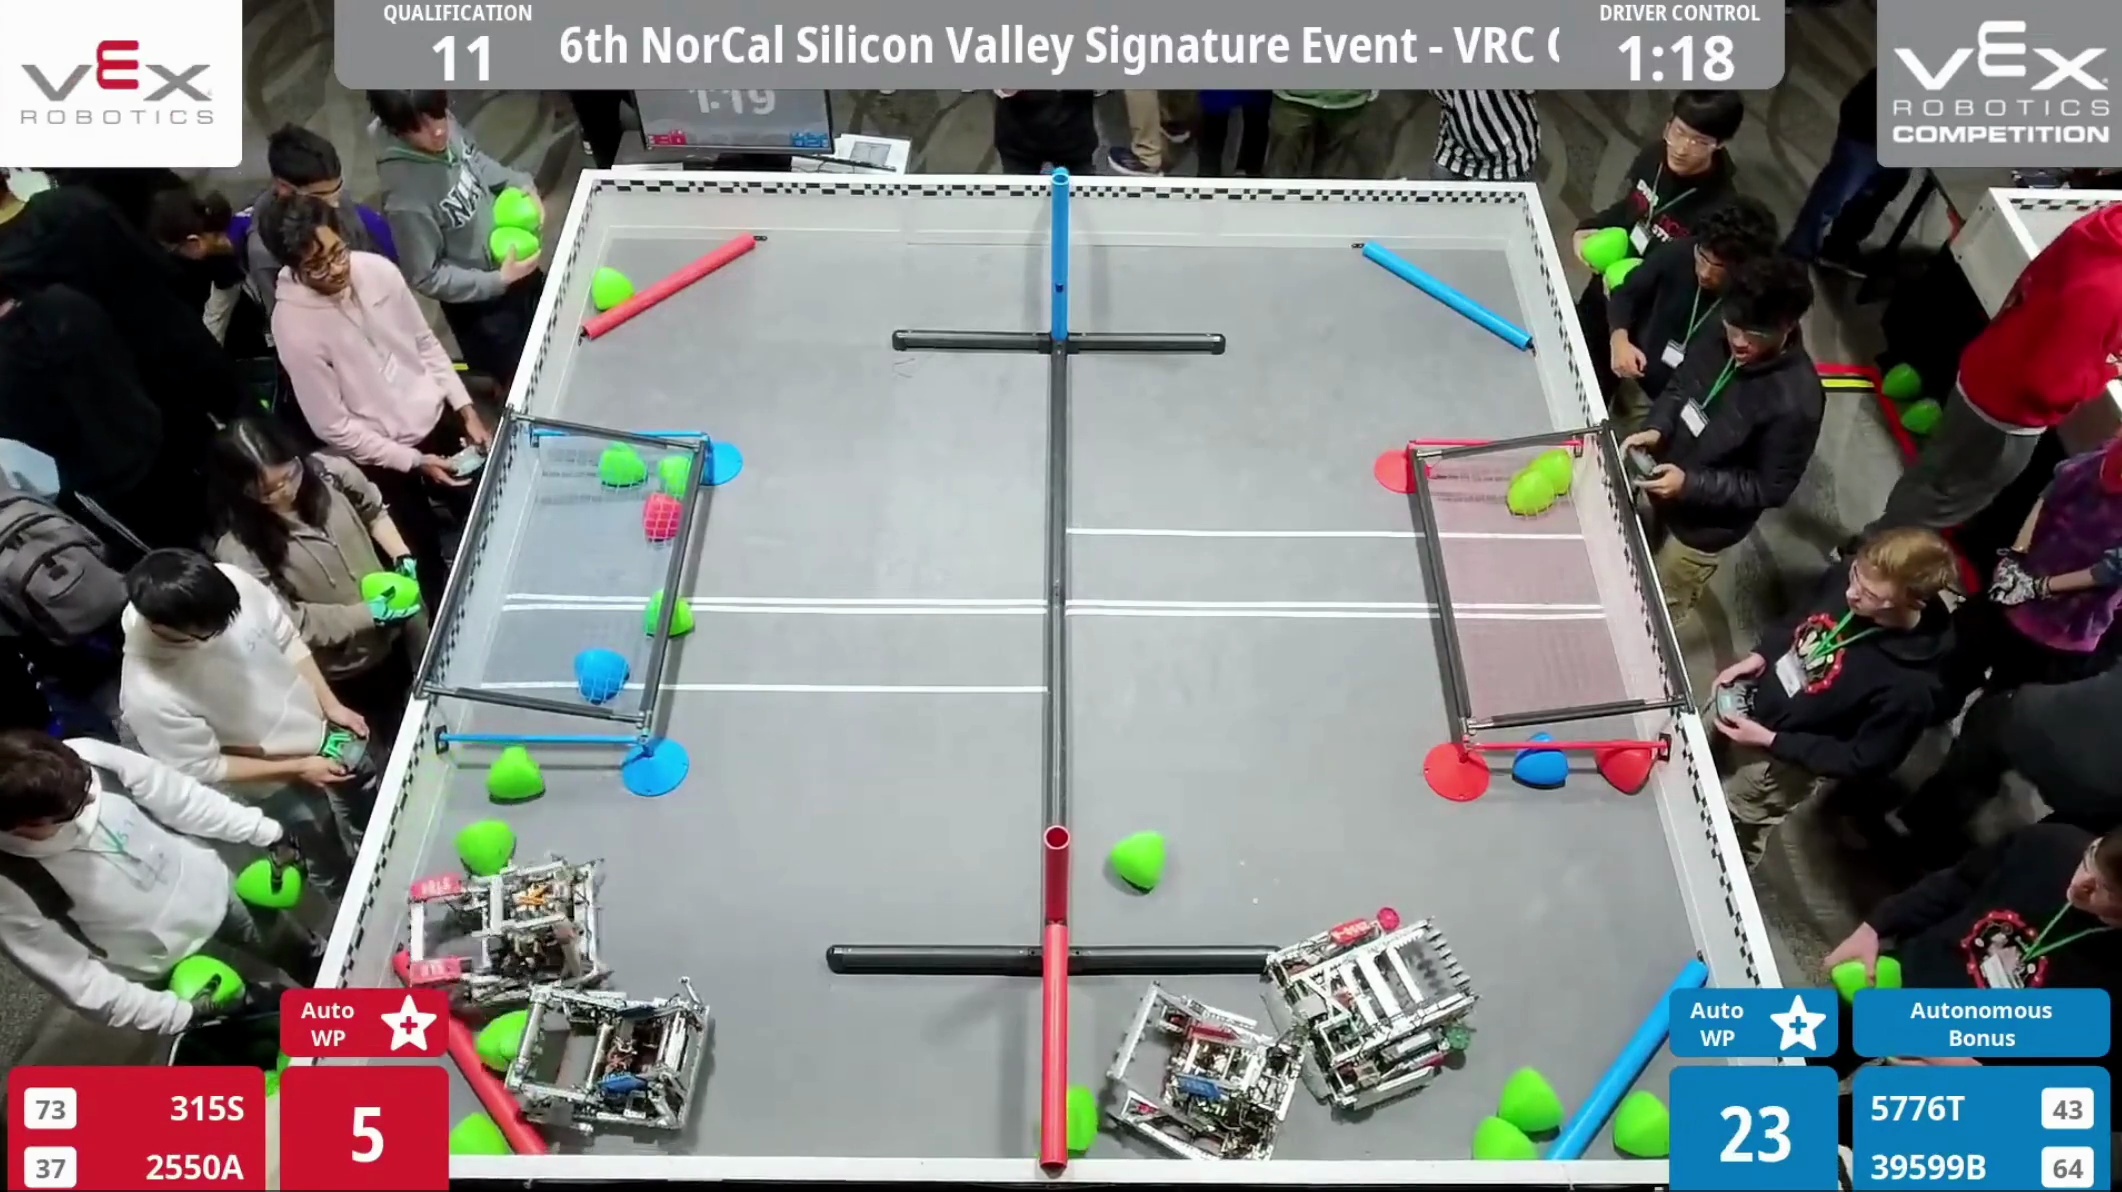 VEX
ROBOTICS
QUALIFICATION
11
6th NorCal Silicon Valley Signature Event - VRC
DRIVER CONTROL
1:18
VEX
ROBOTICS
COMPETITION
1:19
Auto
WP
73 315S
37 2550A
5
Auto
WP
Autonomous
Bonus
23
5776T 43
39599B 64